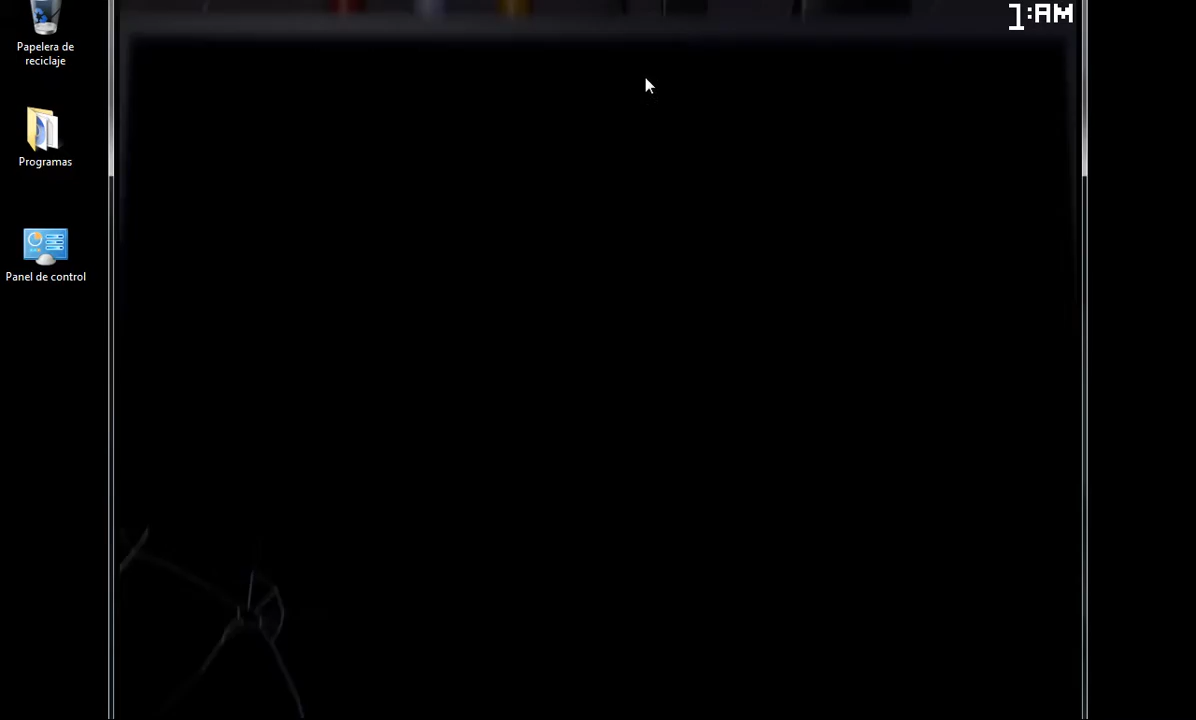 1:AM
Papelera de
reciclaje
Programas
Panel de control